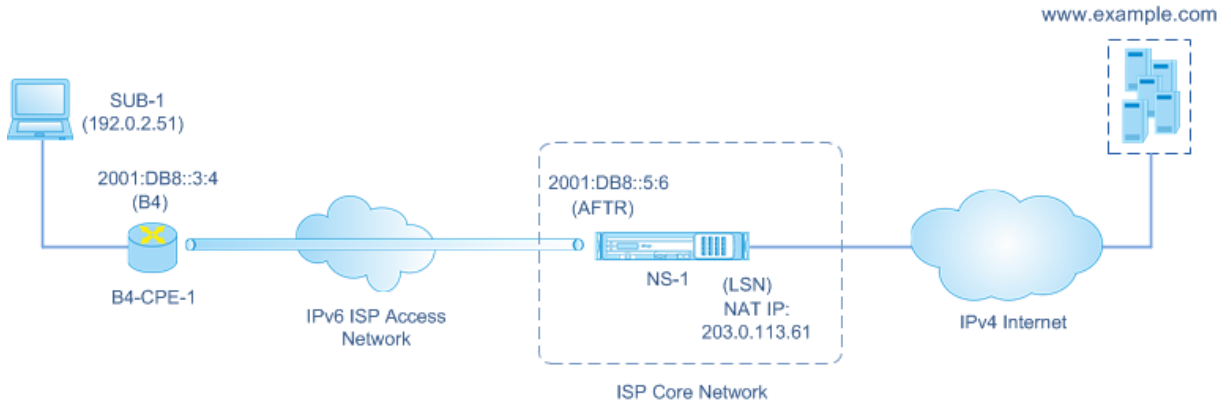 www.example.com
SUB-1
(192.0.2.51)
2001:DB8::3:4
(B4)
B4-CPE-1
IPv6 ISP Access
Network
2001:DB8::5:6
(AFTR)
NS-1
(LSN)
NAT IP:
203.0.113.61
ISP Core Network
IPv4 Internet